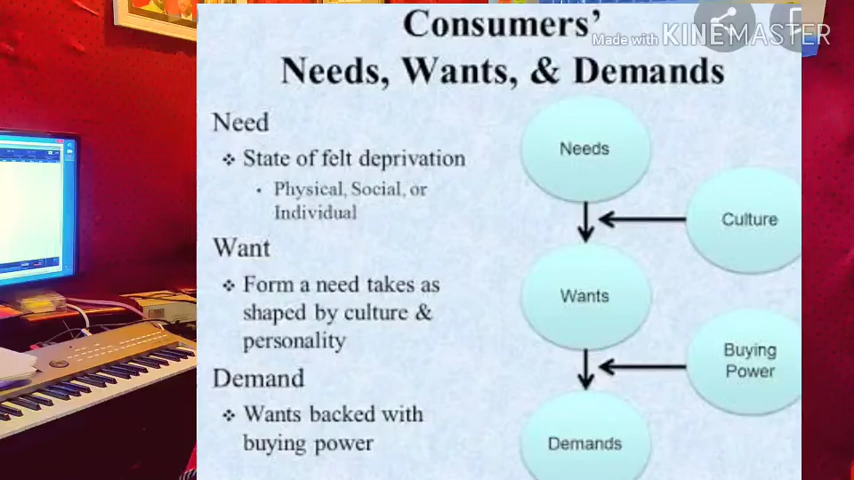 Consumers'
Made with KINEMASTER
Needs, Wants, & Demands
Need
❖ State of felt deprivation
• Physical, Social, or
Individual
Want
❖ Form a need takes as
shaped by culture &
personality
Demand
❖ Wants backed with
buying power
Needs
Culture
Wants
Buying
Power
Demands